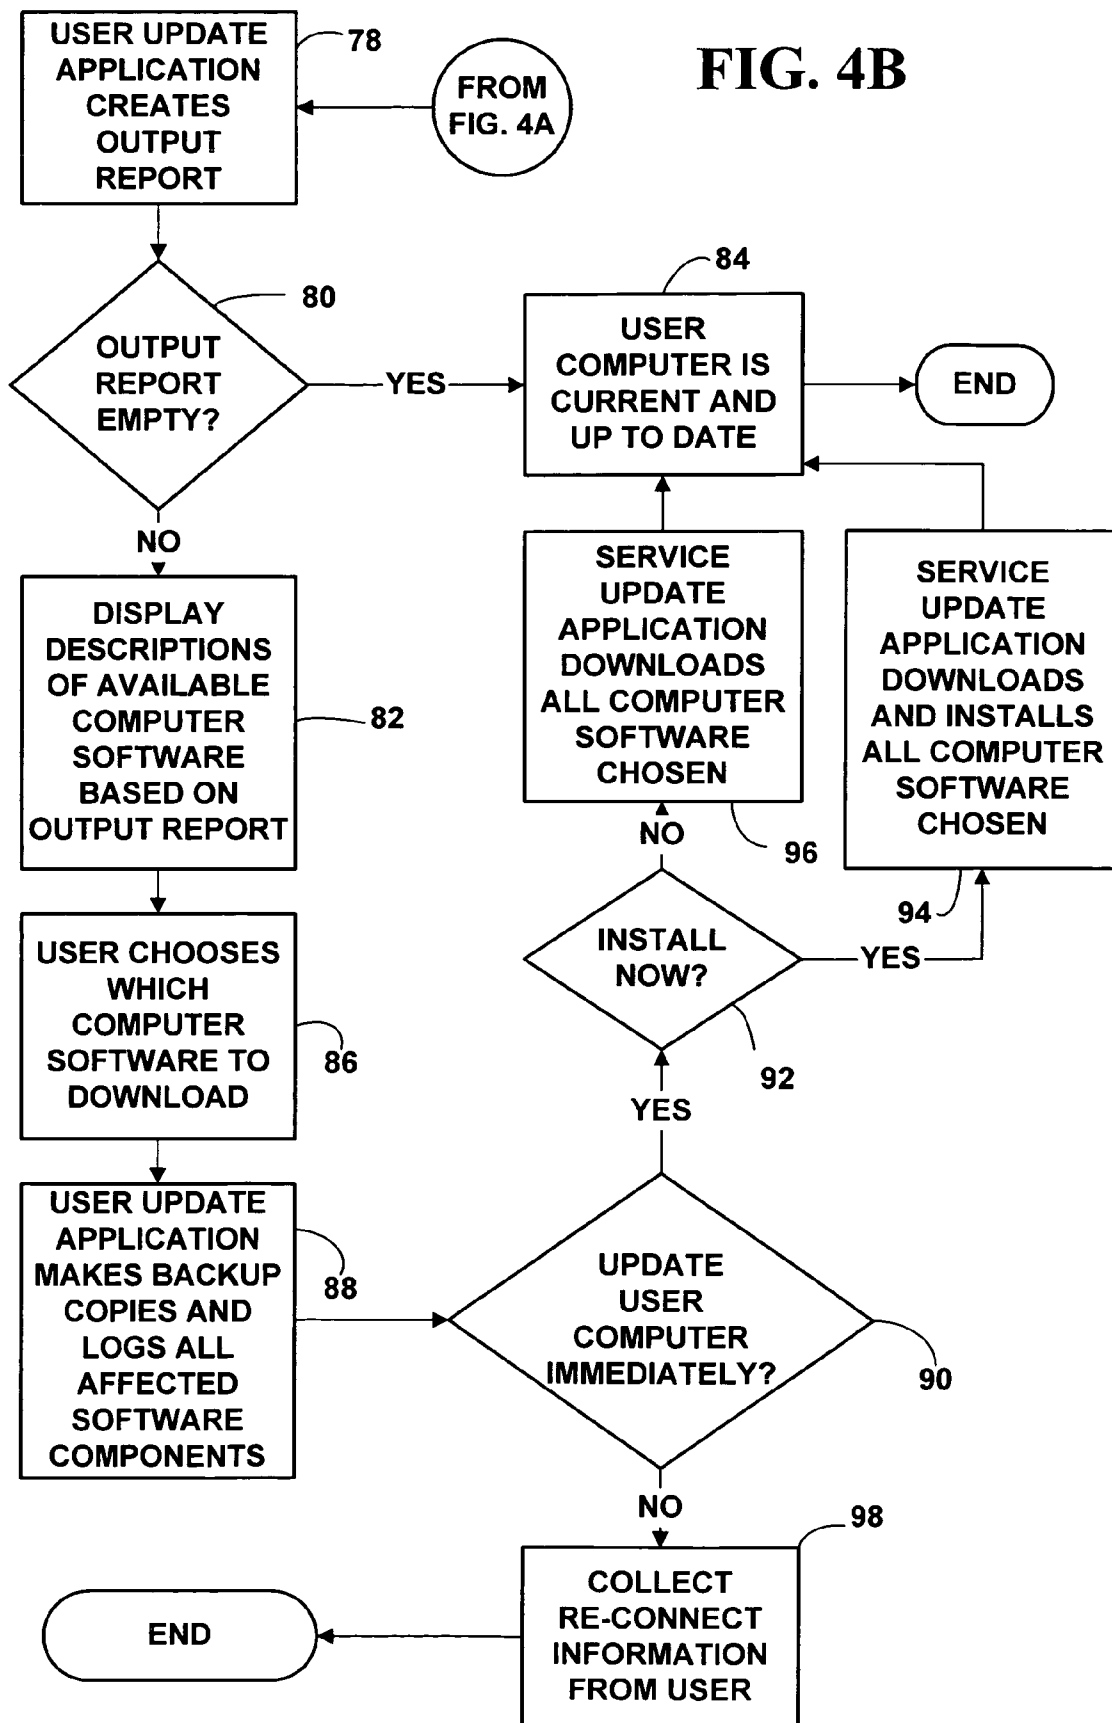 FIG. 4B
USER UPDATE
APPLICATION
CREATES
OUTPUT
REPORT
78
FROM
FIG. 4A
OUTPUT
REPORT
EMPTY?
80
YES
NO
84
USER
COMPUTER IS
CURRENT AND
UP TO DATE
END
DISPLAY
DESCRIPTIONS
OF AVAILABLE
COMPUTER
SOFTWARE
BASED ON
OUTPUT REPORT
82
USER CHOOSES
WHICH
COMPUTER
SOFTWARE TO
DOWNLOAD
86
USER UPDATE
APPLICATION
MAKES BACKUP
COPIES AND
LOGS ALL
AFFECTED
SOFTWARE
COMPONENTS
88
UPDATE
USER
COMPUTER
IMMEDIATELY?
90
YES
NO
INSTALL
NOW?
92
NO
YES
SERVICE
UPDATE
APPLICATION
DOWNLOADS
ALL COMPUTER
SOFTWARE
CHOSEN
96
SERVICE
UPDATE
APPLICATION
DOWNLOADS
AND INSTALLS
ALL COMPUTER
SOFTWARE
CHOSEN
94
98
COLLECT
RE-CONNECT
INFORMATION
FROM USER
END